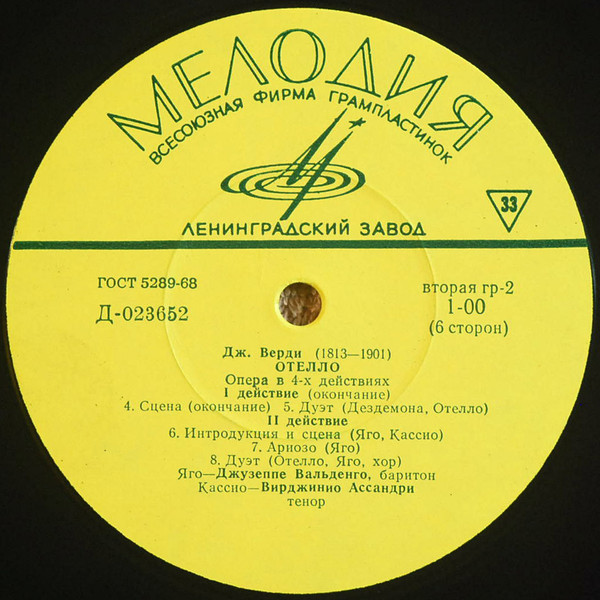 МЕЛОДИЯ
ВСЕСОЮЗНАЯ ФИРМА ГРАМПЛАСТИНОК
ЛЕНИНГРАДСКИЙ ЗАВОД
33
ГОСТ 5289-68
Д-023652
вторая гр-2
1-00
(6 сторон)
Дж. Верди (1813—1901)
ОТЕЛЛО
Опера в 4-х действиях
I действие (окончание)
4. Сцена (окончание) 5. Дуэт (Дездемона, Отелло)
II действие
6. Интродукция и сцена (Яго, Кассио)
7. Ариозо (Яго)
8. Дуэт (Отелло, Яго, хор)
Яго—Джузеппе Вальденго, баритон
Кассио—Вирджинио Ассандри
тенор